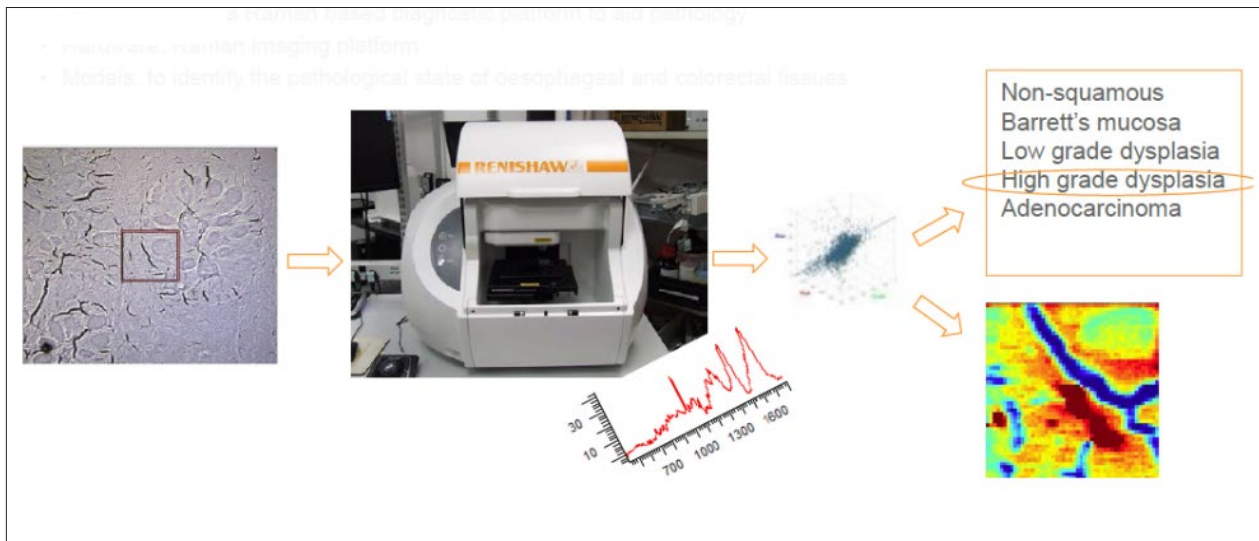 a Raman based diagnostic platform to aid pathology
• Hardware: Raman imaging platform
• Models: to identify the pathological state of oesophageal and colorectal tissues
RENISHAW
Non-squamous
Barrett's mucosa
Low grade dysplasia
High grade dysplasia
Adenocarcinoma
30
10
700
1000
1300
1600